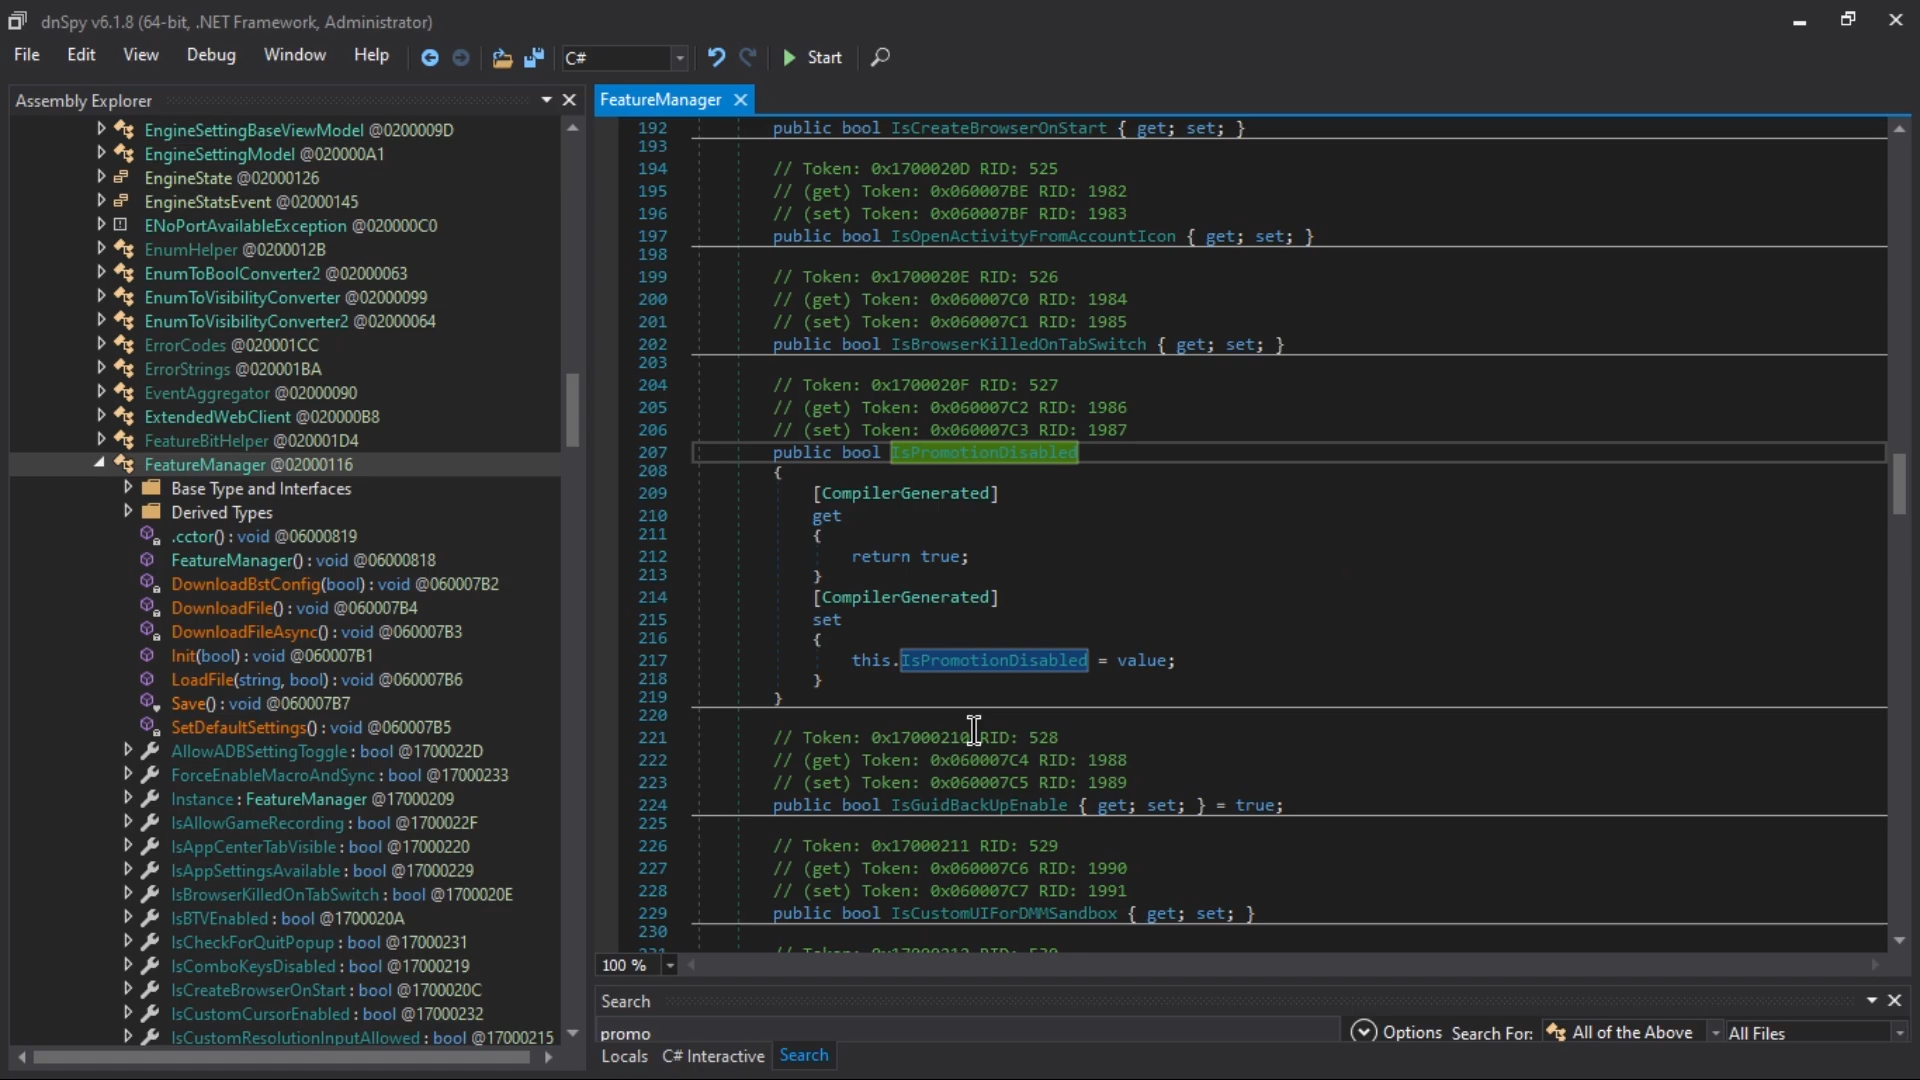 dnSpy v6.1.8 (64-bit, .NET Framework, Administrator)
File Edit View Debug Window Help C# Start
Assembly Explorer
EngineSettingBaseViewModel @0200009D
EngineSettingModel @020000A1
EngineState @02000126
EngineStatsEvent @02000145
ENoPortAvailableException @020000C0
EnumHelper @0200012B
EnumToBoolConverter2 @02000063
EnumToVisibilityConverter @02000099
EnumToVisibilityConverter2 @02000064
ErrorCodes @020001CC
ErrorStrings @020001BA
EventAggregator @02000090
ExtendedWebClient @020000B8
FeatureBitHelper @020001D4
FeatureManager @02000116
Base Type and Interfaces
Derived Types
.cctor() : void @06000819
FeatureManager() : void @06000818
DownloadBstConfig(bool) : void @060007B2
DownloadFile() : void @060007B4
DownloadFileAsync() : void @060007B3
Init(bool) : void @060007B1
LoadFile(string, bool) : void @060007B6
Save() : void @060007B7
SetDefaultSettings() : void @060007B5
AllowADBSettingToggle : bool @1700022D
ForceEnableMacroAndSync : bool @17000233
Instance : FeatureManager @17000209
IsAllowGameRecording : bool @1700022F
IsAppCenterTabVisible : bool @17000220
IsAppSettingsAvailable : bool @17000229
IsBrowserKilledOnTabSwitch : bool @1700020E
IsBTVEnabled : bool @1700020A
IsCheckForQuitPopup : bool @17000231
IsComboKeysDisabled : bool @17000219
IsCreateBrowserOnStart : bool @1700020C
IsCustomCursorEnabled : bool @17000232
IsCustomResolutionInputAllowed : bool @17000215
FeatureManager
192 public bool IsCreateBrowserOnStart { get; set; }
193
194 // Token: 0x1700020D RID: 525
195 // (get) Token: 0x060007BE RID: 1982
196 // (set) Token: 0x060007BF RID: 1983
197 public bool IsOpenActivityFromAccountIcon { get; set; }
198
199 // Token: 0x1700020E RID: 526
200 // (get) Token: 0x060007C0 RID: 1984
201 // (set) Token: 0x060007C1 RID: 1985
202 public bool IsBrowserKilledOnTabSwitch { get; set; }
203
204 // Token: 0x1700020F RID: 527
205 // (get) Token: 0x060007C2 RID: 1986
206 // (set) Token: 0x060007C3 RID: 1987
207 public bool IsPromotionDisabled
208 {
209 [CompilerGenerated]
210 get
211 {
212 return true;
213 }
214 [CompilerGenerated]
215 set
216 {
217 this.IsPromotionDisabled = value;
218 }
219 }
220
221 // Token: 0x17000210 RID: 528
222 // (get) Token: 0x060007C4 RID: 1988
223 // (set) Token: 0x060007C5 RID: 1989
224 public bool IsGuidBackUpEnable { get; set; } = true;
225
226 // Token: 0x17000211 RID: 529
227 // (get) Token: 0x060007C6 RID: 1990
228 // (set) Token: 0x060007C7 RID: 1991
229 public bool IsCustomUIForDMMSandbox { get; set; }
230
231 // Token: 0x17000212 RID: 530
100 %
Search
promo Options Search For: All of the Above All Files
Locals C# Interactive Search